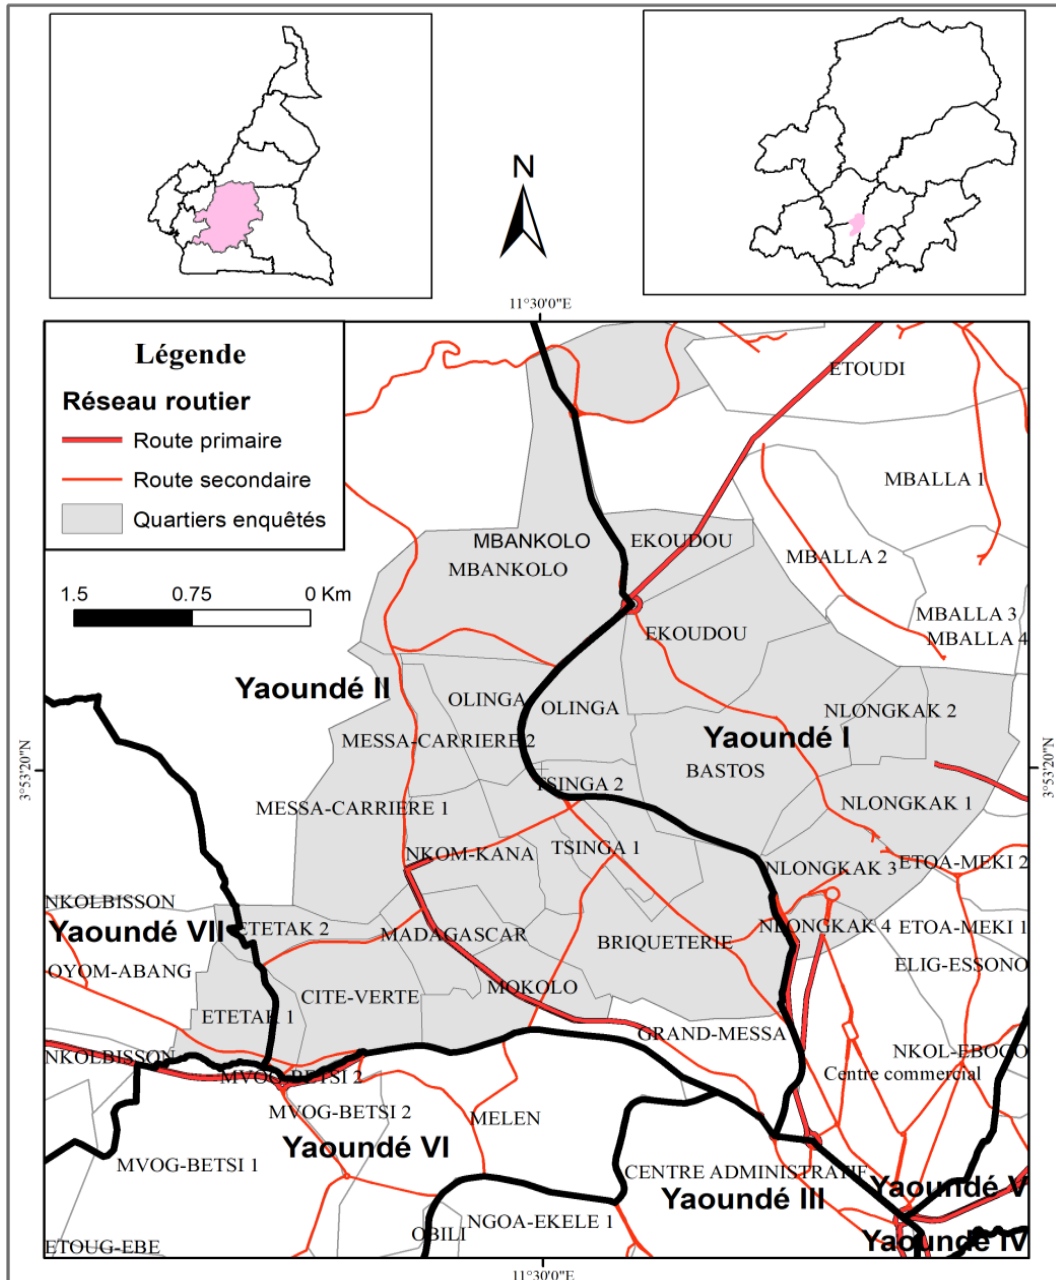 N
11°30'0"E
Légende
Réseau routier
Route primaire
Route secondaire
Quartiers enquêtés
1.5 0.75 0 Km
ETOUDI
MBALLA 1
MBANKOLO
EKOUDOU
MBALLA 2
MBANKOLO
MBALLA 3
EKOUDOU
MBALLA 4
Yaoundé II
OLINGA
OLINGA
NLONGKAK 2
MESSA-CARRIERE 2
Yaoundé I
3°53'20"N
3°53'20"N
BASTOS
TSINGA 2
MESSA-CARRIERE 1
NLONGKAK 1
NKOM-KANA
TSINGA 1
NLONGKAK 3
ETOA-MEKI 2
NKOLBISSON
Yaoundé VII
ETETAK 2
MADAGASCAR
BRIQUETERIE
NLONGKAK 4
ETOA-MEKI 1
OYOM-ABANG
ELIG-ESSONO
CITE-VERTE
MOKOLO
ETETAK 1
GRAND-MESSA
NKOLBISSON
NKOL-EBOGO
MVOG-BETSI 2
Centre commercial
MVOG-BETSI 2
MELEN
Yaoundé VI
MVOG-BETSI 1
CENTRE ADMINISTRATIF
Yaoundé III
Yaoundé V
NGOA-EKELE 1
OBILI
ETOUG-EBE
Yaoundé IV
11°30'0"E